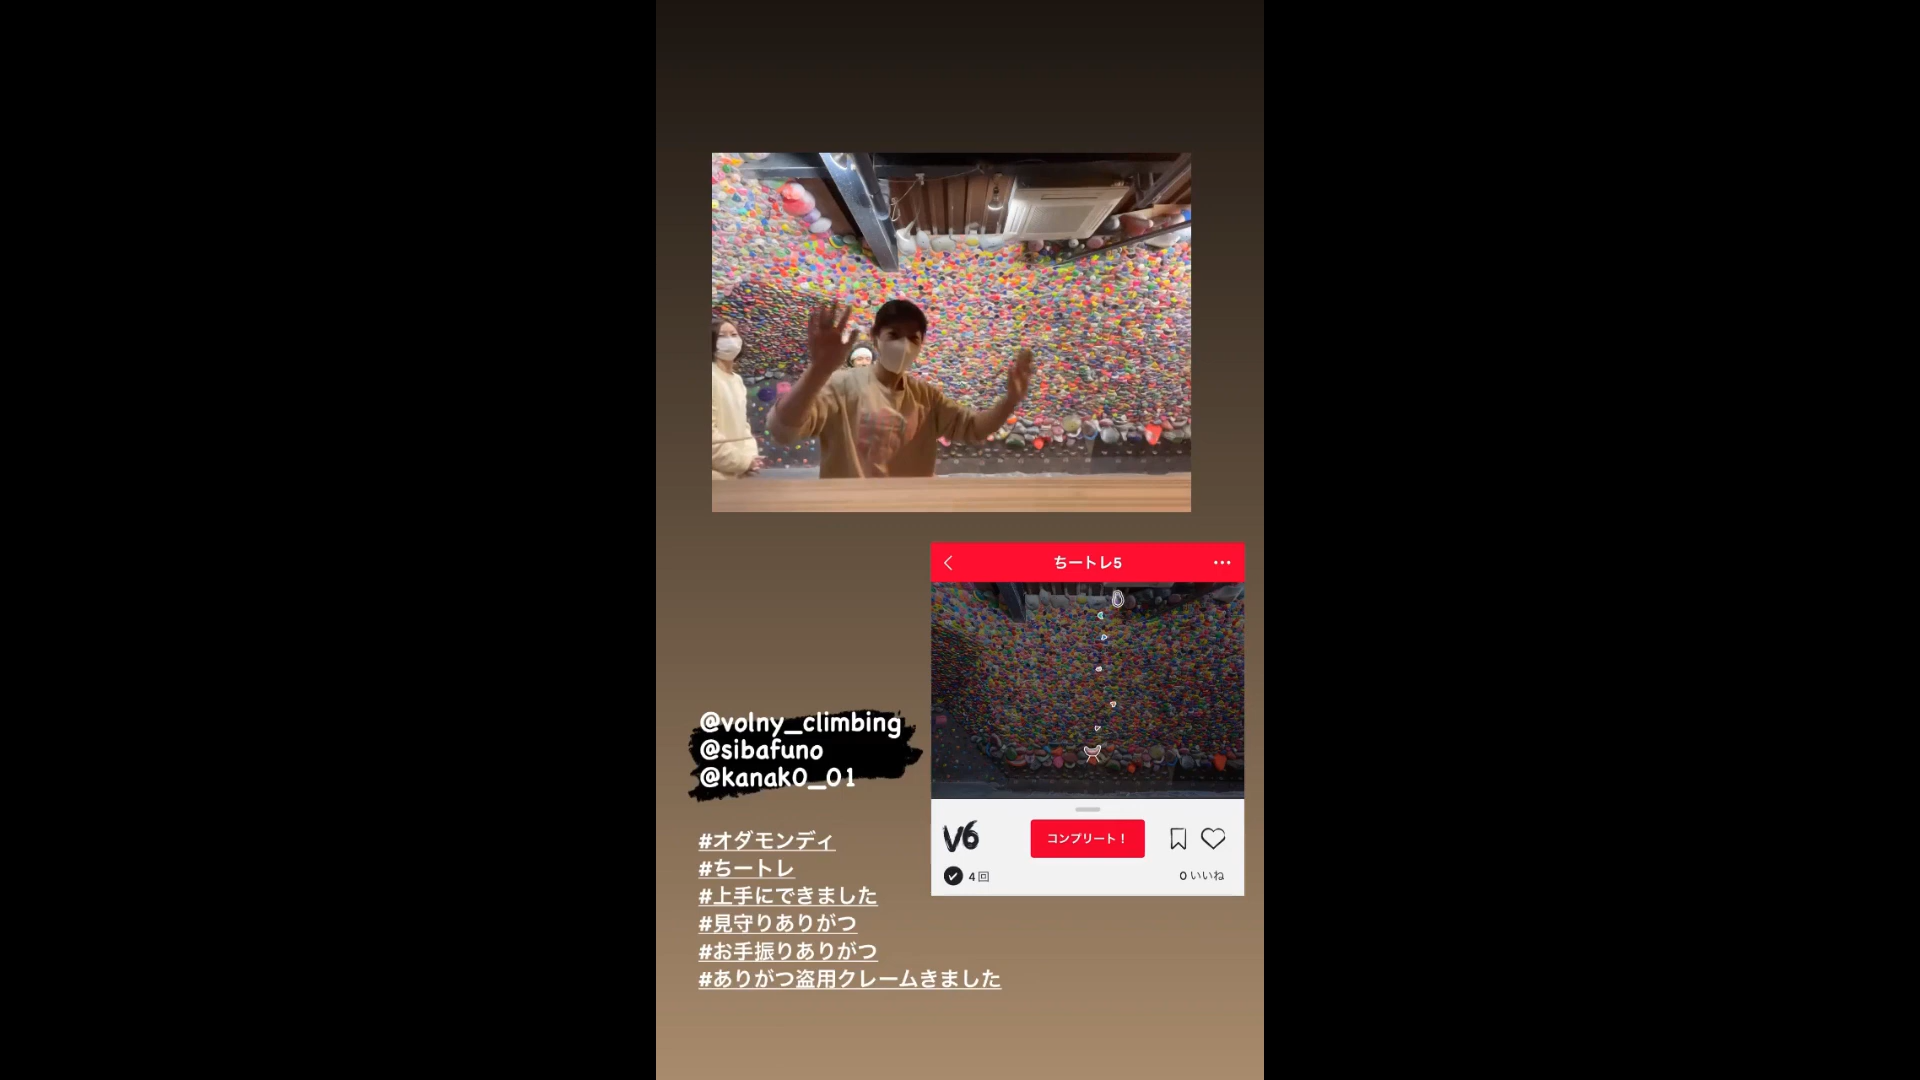 ちートレ5
@volny_climbing
@sibafuno
@kanak0_01
V6
コンプリート！
4回
0 いいね
#オダモンディ
#ちートレ
#上手にできました
#見守りありがつ
#お手振りありがつ
#ありがつ盗用クレームきました